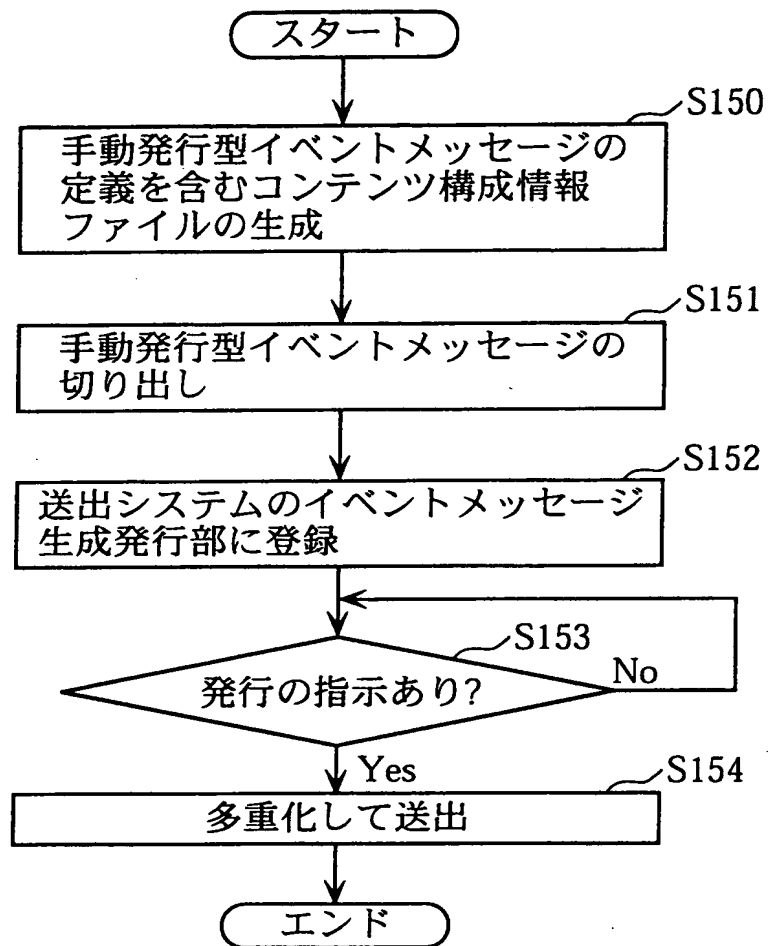 スタート
S150
手動発行型イベントメッセージの
定義を含むコンテンツ構成情報
ファイルの生成
S151
手動発行型イベントメッセージの
切り出し
S152
送出システムのイベントメッセージ
生成発行部に登録
S153
発行の指示あり?
No
Yes
S154
多重化して送出
エンド